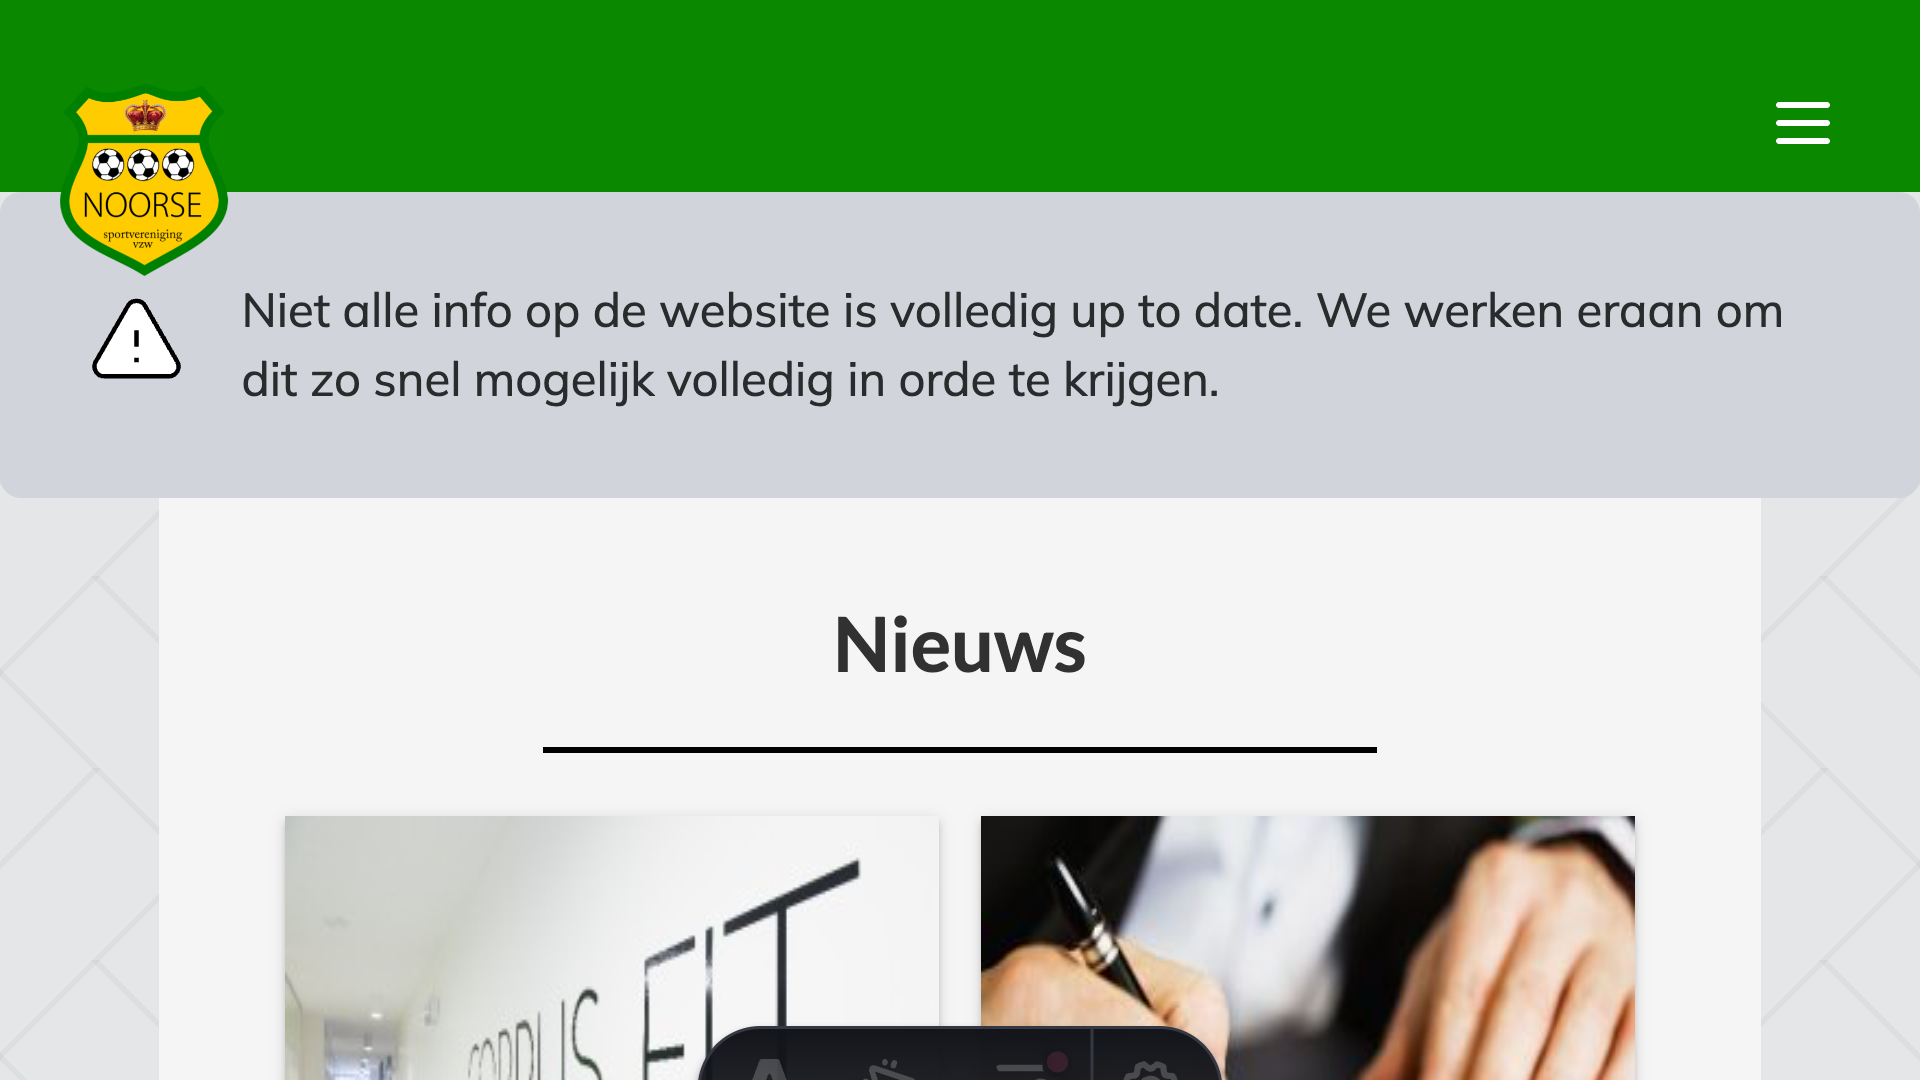 NOORSE
sportvereniging
vzw
Niet alle info op de website is volledig up to date. We werken eraan om
dit zo snel mogelijk volledig in orde te krijgen.
Nieuws
CORPUS FIT